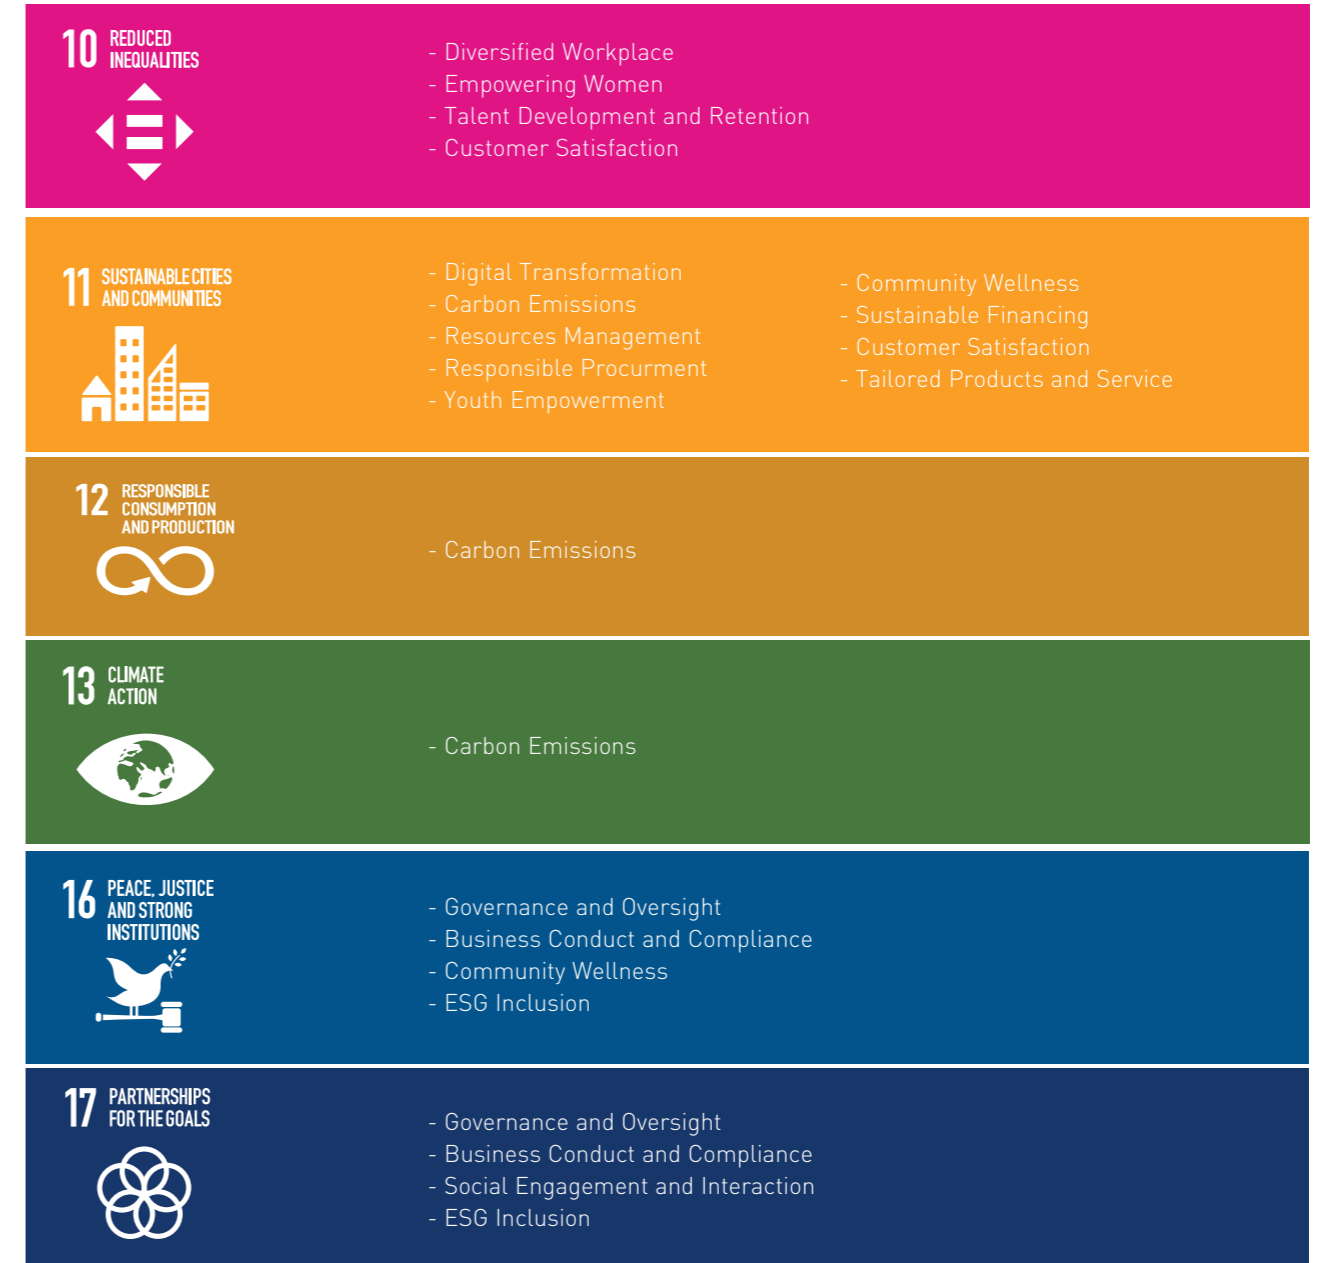 10 REDUCED
INEQUALITIES
- Diversified Workplace
- Empowering Women
- Talent Development and Retention
- Customer Satisfaction
11 SUSTAINABLE CITIES
AND COMMUNITIES
- Digital Transformation
- Carbon Emissions
- Resources Management
- Responsible Procurment
- Youth Empowerment
- Community Wellness
- Sustainable Financing
- Customer Satisfaction
- Tailored Products and Service
12 RESPONSIBLE
CONSUMPTION
AND PRODUCTION
- Carbon Emissions
13 CLIMATE
ACTION
- Carbon Emissions
16 PEACE, JUSTICE
AND STRONG
INSTITUTIONS
- Governance and Oversight
- Business Conduct and Compliance
- Community Wellness
- ESG Inclusion
17 PARTNERSHIPS
FOR THE GOALS
- Governance and Oversight
- Business Conduct and Compliance
- Social Engagement and Interaction
- ESG Inclusion